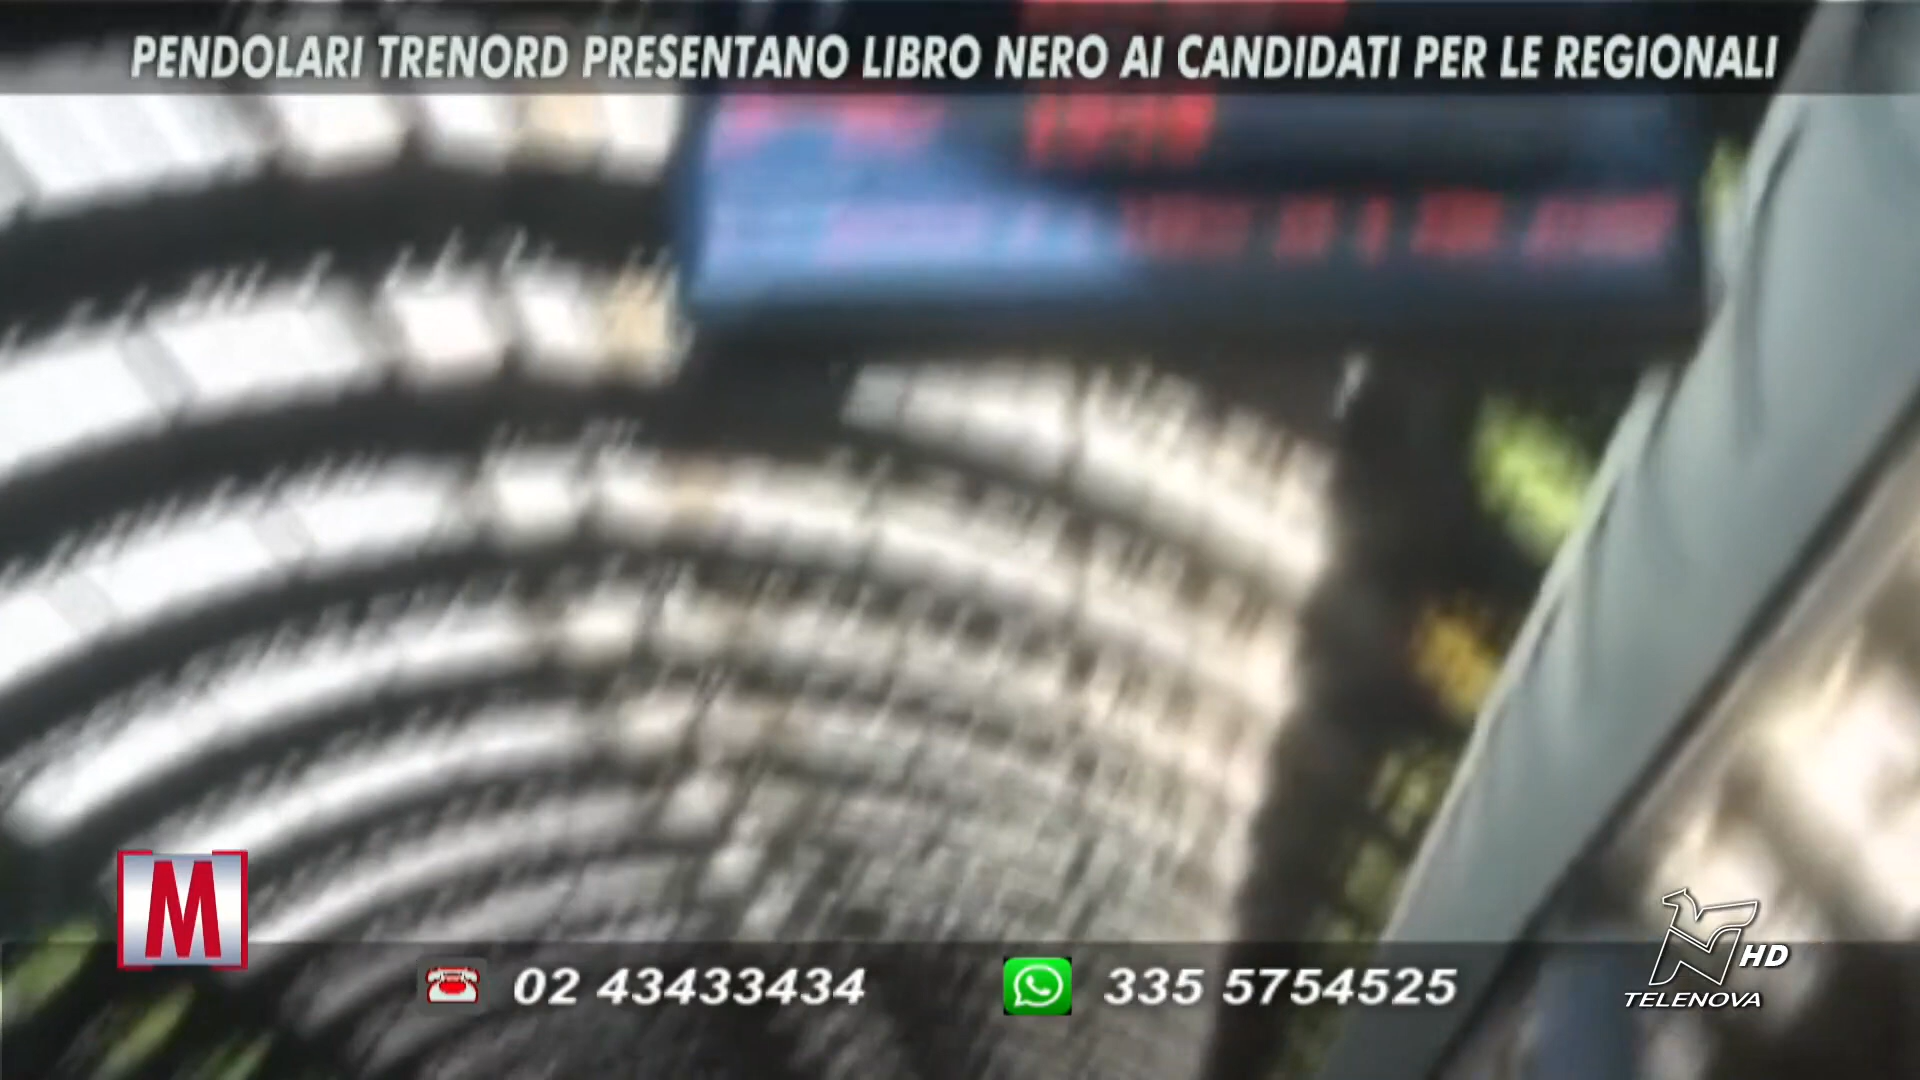 PENDOLARI TRENORD PRESENTANO LIBRO NERO AI CANDIDATI PER LE REGIONALI
M
02 43433434
335 5754525
HD
TELENOVA